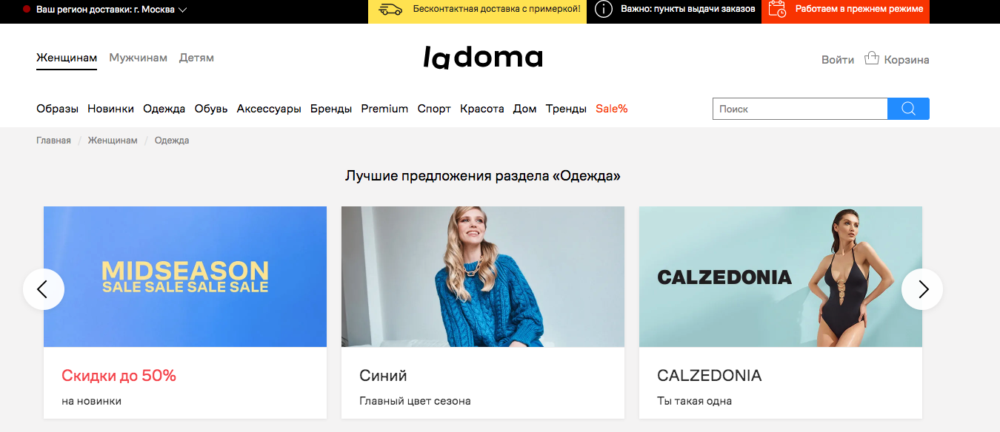 Ваш регион доставки: г. Москва
Бесконтактная доставка с примеркой!
Важно: пункты выдачи заказов
Работаем в прежнем режиме
Женщинам Мужчинам Детям
la doma
Войти Корзина
Образы Новинки Одежда Обувь Аксессуары Бренды Premium Спорт Красота Дом Тренды Sale%
Поиск
Главная / Женщинам / Одежда
Лучшие предложения раздела «Одежда»
MIDSEASON
SALE SALE SALE SALE
CALZEDONIA
Скидки до 50%
на новинки
Синий
Главный цвет сезона
CALZEDONIA
Ты такая одна